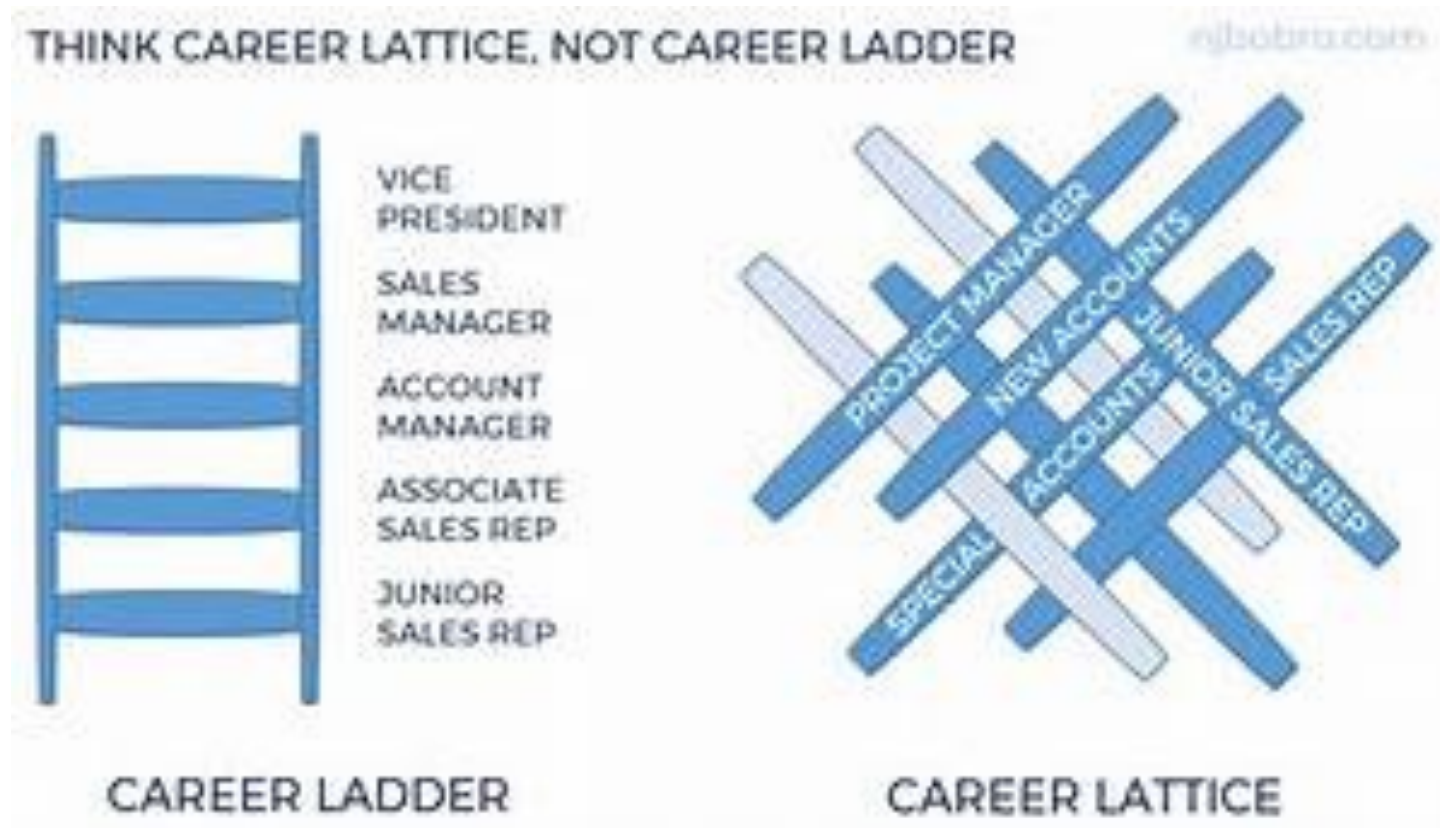 THINK CAREER LATTICE, NOT CAREER LADDER
VICE
PRESIDENT
SALES
MANAGER
ACCOUNT
MANAGER
ASSOCIATE
SALES REP
JUNIOR
SALES REP
CAREER LADDER
PROJECT MANAGER
NEW ACCOUNTS
JUNIOR SALES REP
SALES REP
SPECIAL ACCOUNTS
CAREER LATTICE